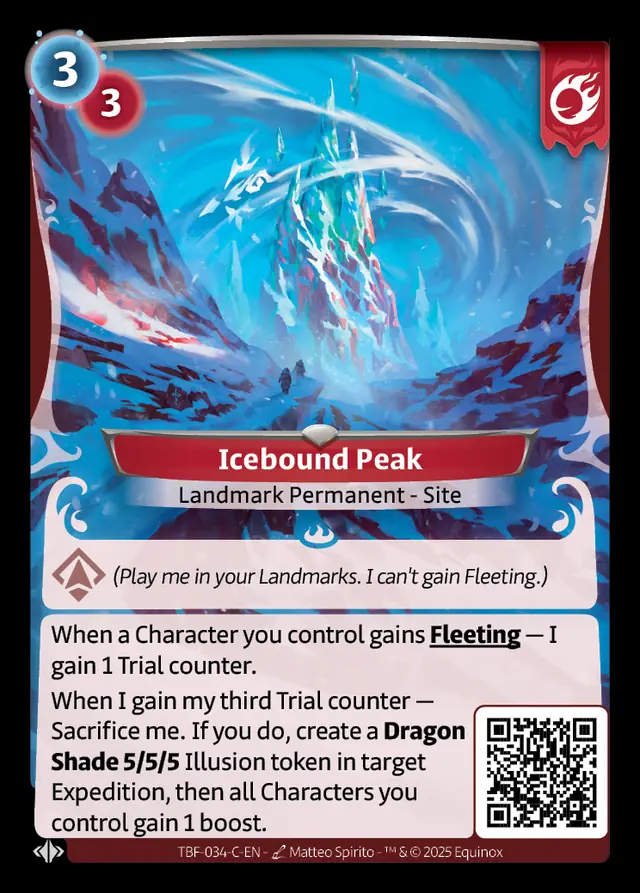 3
3
Icebound Peak
Landmark Permanent - Site
(Play me in your Landmarks. I can't gain Fleeting.)
When a Character you control gains Fleeting — I
gain 1 Trial counter.
When I gain my third Trial counter —
Sacrifice me. If you do, create a Dragon
Shade 5/5/5 Illusion token in target
Expedition, then all Characters you
control gain 1 boost.
TBF-034-C-EN - Matteo Spirito - ™ & © 2025 Equinox